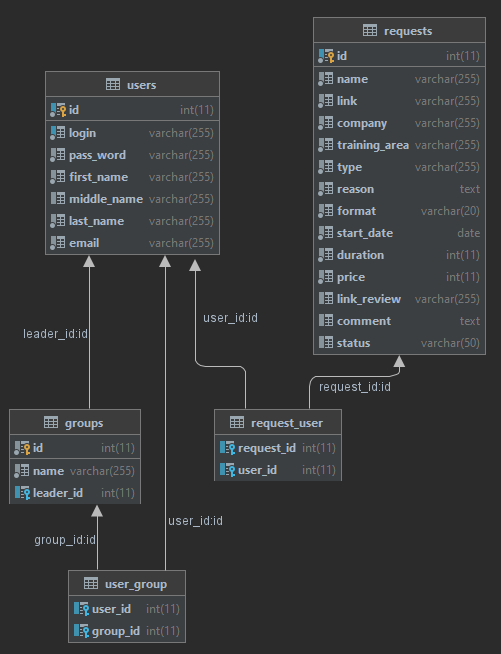 requests
id int(11)
name varchar(255)
link varchar(255)
company varchar(255)
training_area varchar(255)
type varchar(255)
reason text
format varchar(20)
start_date date
duration int(11)
price int(11)
link_review varchar(255)
comment text
status varchar(50)
users
id int(11)
login varchar(255)
pass_word varchar(255)
first_name varchar(255)
middle_name varchar(255)
last_name varchar(255)
email varchar(255)
leader_id:id
user_id:id
request_id:id
groups
id int(11)
name varchar(255)
leader_id int(11)
request_user
request_id int(11)
user_id int(11)
user_id:id
group_id:id
user_group
user_id int(11)
group_id int(11)